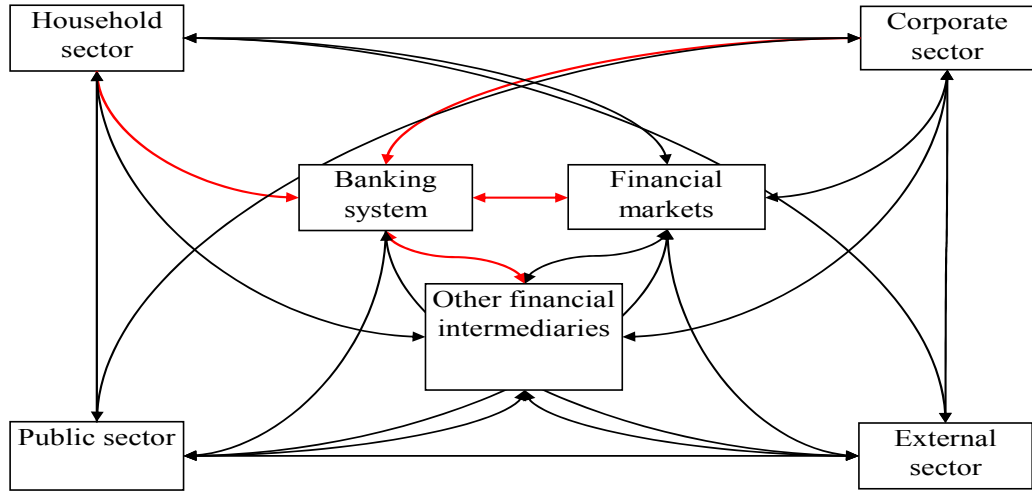 Household
sector
Corporate
sector
Banking
system
Financial
markets
Other financial
intermediaries
Public sector
External
sector